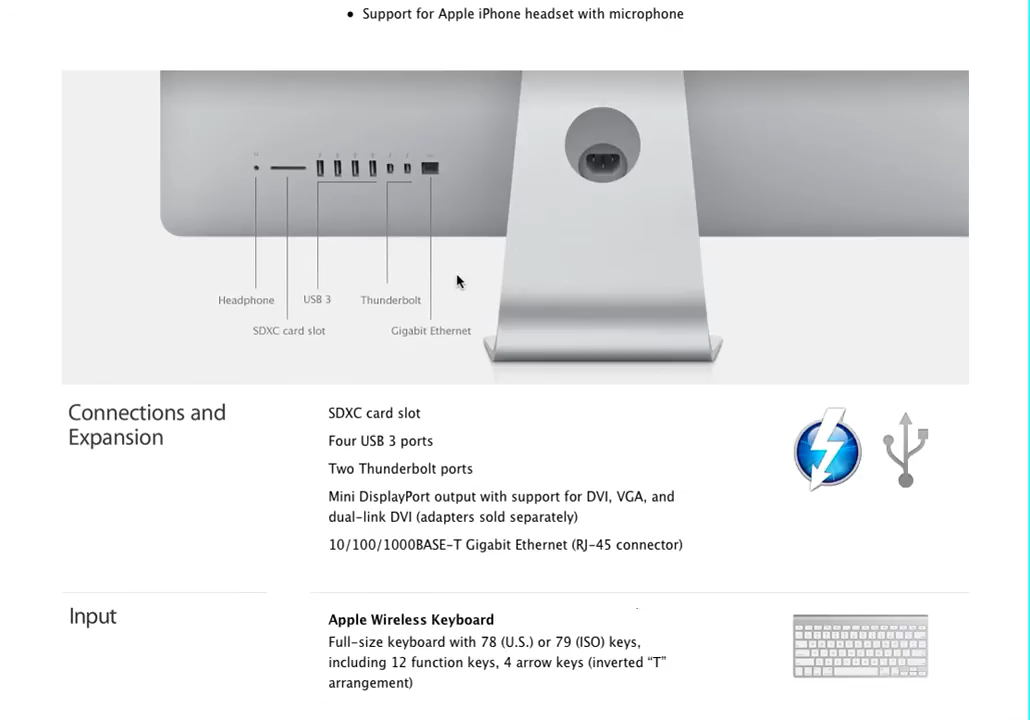 • Support for Apple iPhone headset with microphone
Headphone
USB 3
Thunderbolt
SDXC card slot
Gigabit Ethernet
Connections and
Expansion
SDXC card slot
Four USB 3 ports
Two Thunderbolt ports
Mini DisplayPort output with support for DVI, VGA, and
dual-link DVI (adapters sold separately)
10/100/1000BASE-T Gigabit Ethernet (RJ-45 connector)
Input
Apple Wireless Keyboard
Full-size keyboard with 78 (U.S.) or 79 (ISO) keys,
including 12 function keys, 4 arrow keys (inverted “T”
arrangement)